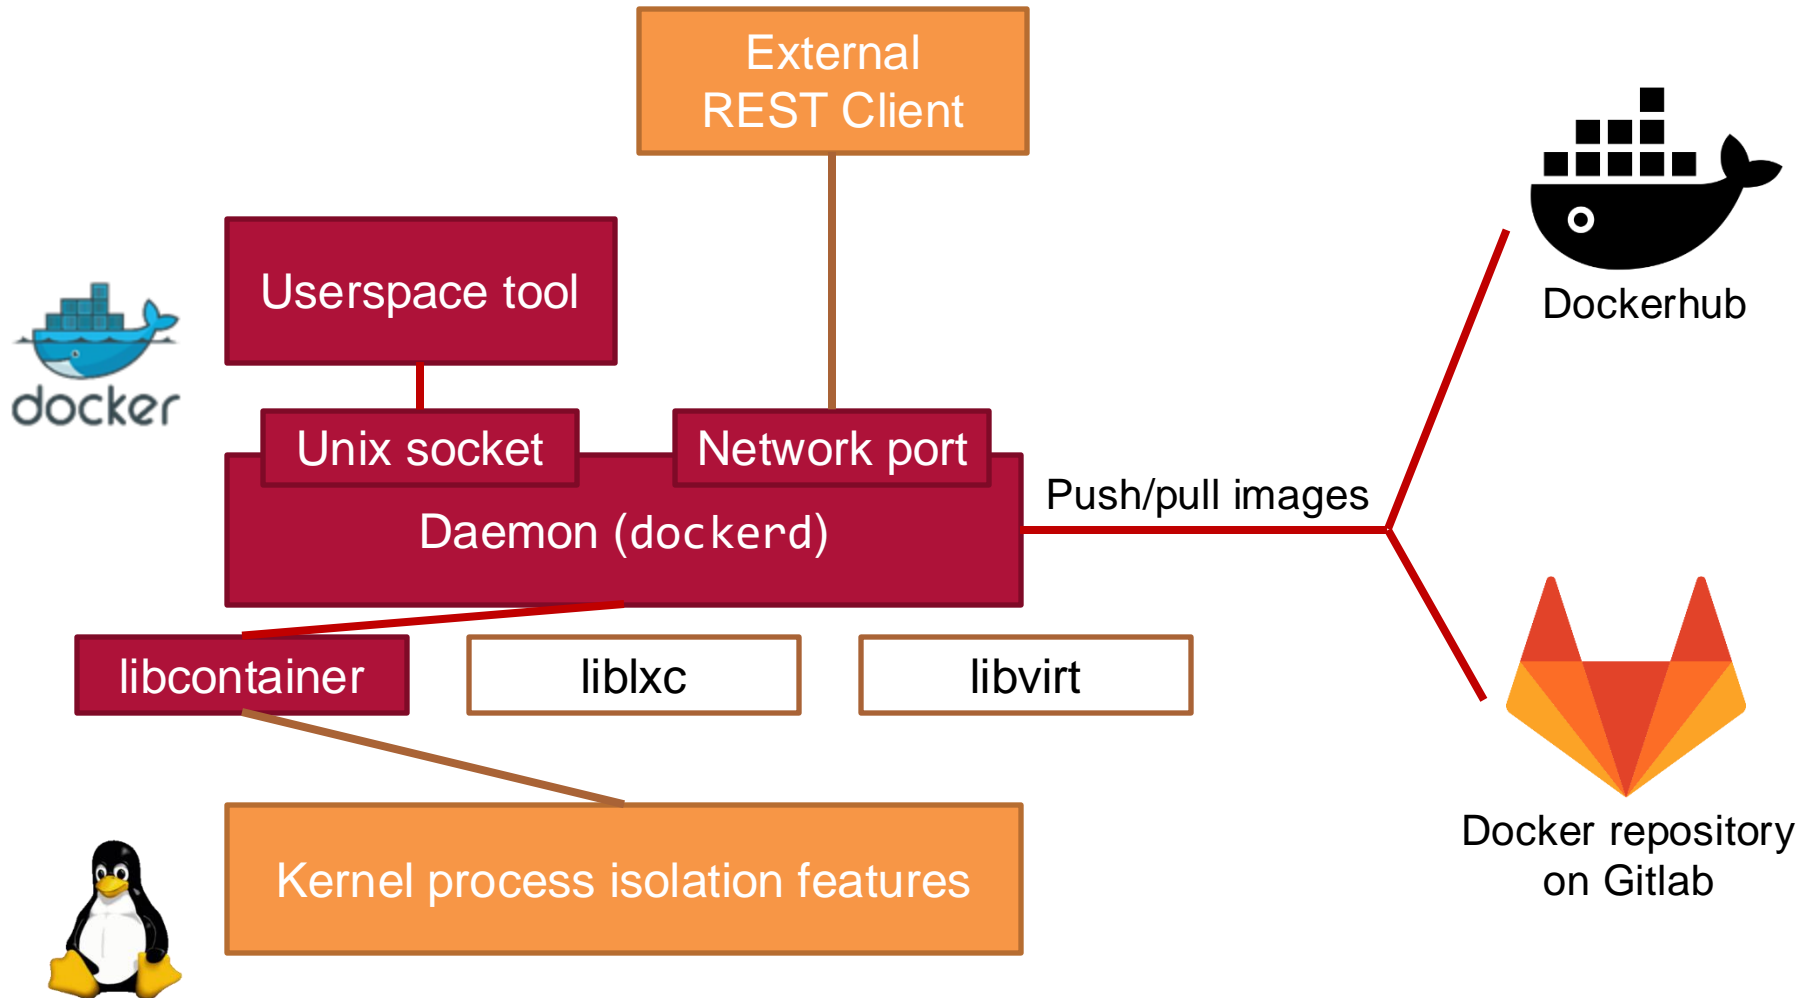 External
REST Client
Userspace tool
docker
Dockerhub
Unix socket
Network port
Push/pull images
Daemon (dockerd)
libcontainer
liblxc
libvirt
Docker repository
on Gitlab
Kernel process isolation features